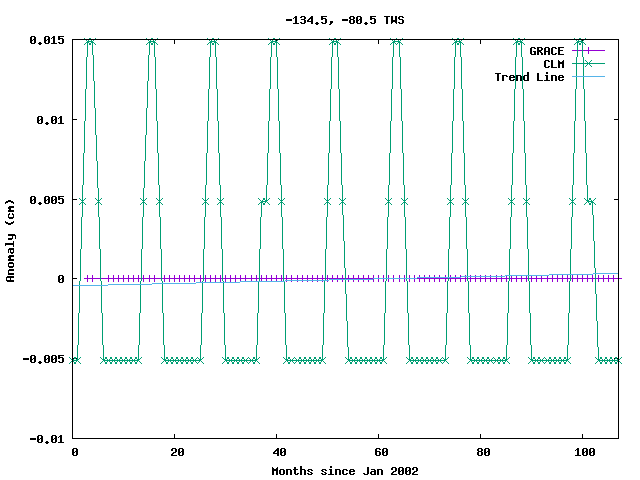 -134.5, -80.5 TWS
0.015
GRACE
CLM
Trend Line
0.01
0.005
Anomaly (cm)
0
-0.005
-0.01
0 20 40 60 80 100
Months since Jan 2002